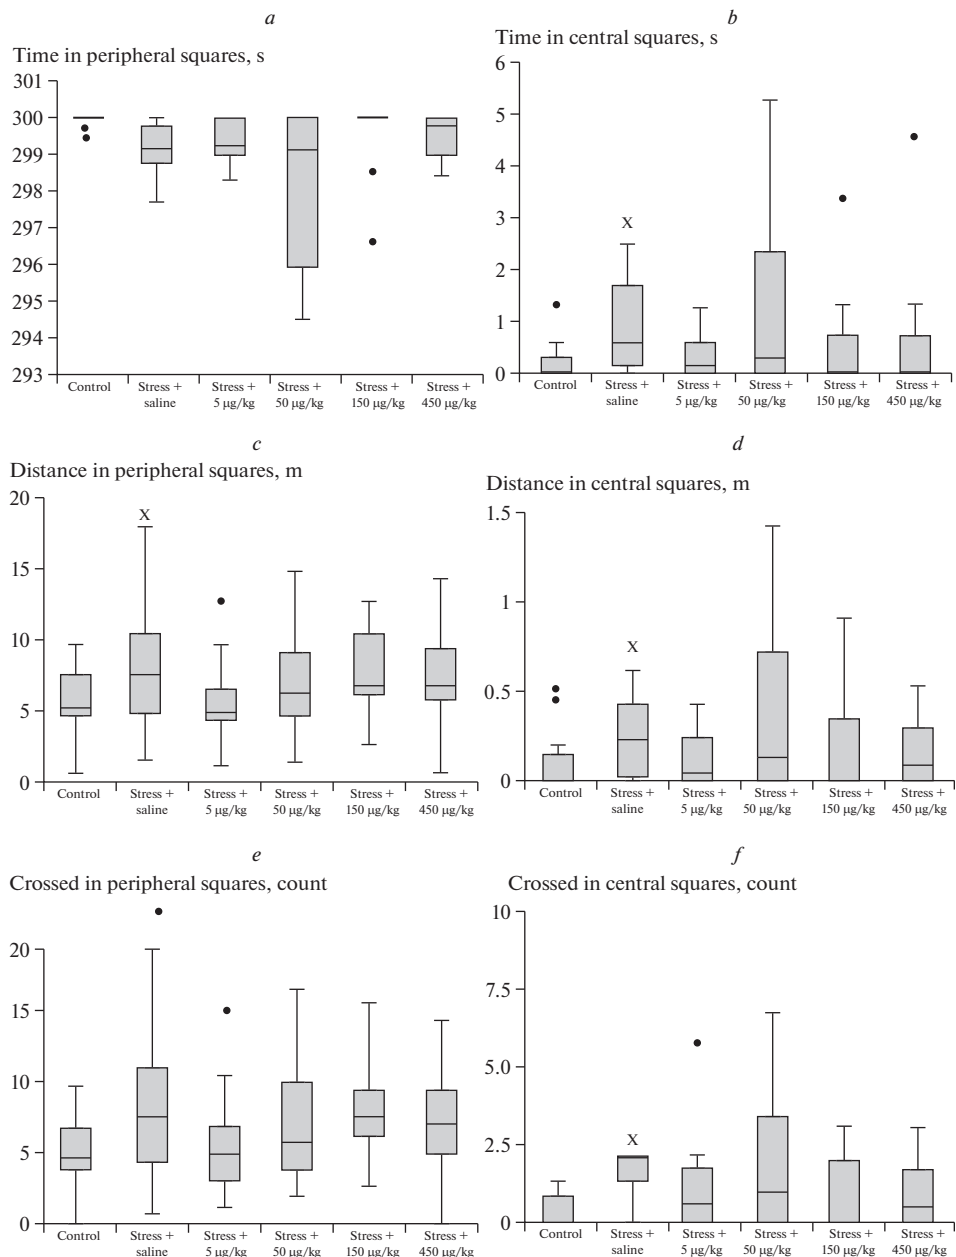 a
Time in peripheral squares, s
301
300
299
298
297
296
295
294
293
Control
Stress + saline
Stress + 5 µg/kg
Stress + 50 µg/kg
Stress + 150 µg/kg
Stress + 450 µg/kg
b
Time in central squares, s
6
5
4
3
2
1
0
X
Control
Stress + saline
Stress + 5 µg/kg
Stress + 50 µg/kg
Stress + 150 µg/kg
Stress + 450 µg/kg
c
Distance in peripheral squares, m
20
15
10
5
0
X
Control
Stress + saline
Stress + 5 µg/kg
Stress + 50 µg/kg
Stress + 150 µg/kg
Stress + 450 µg/kg
d
Distance in central squares, m
1.5
1
0.5
0
X
Control
Stress + saline
Stress + 5 µg/kg
Stress + 50 µg/kg
Stress + 150 µg/kg
Stress + 450 µg/kg
e
Crossed in peripheral squares, count
20
15
10
5
0
Control
Stress + saline
Stress + 5 µg/kg
Stress + 50 µg/kg
Stress + 150 µg/kg
Stress + 450 µg/kg
f
Crossed in central squares, count
10
7.5
5.0
2.5
0
X
Control
Stress + saline
Stress + 5 µg/kg
Stress + 50 µg/kg
Stress + 150 µg/kg
Stress + 450 µg/kg